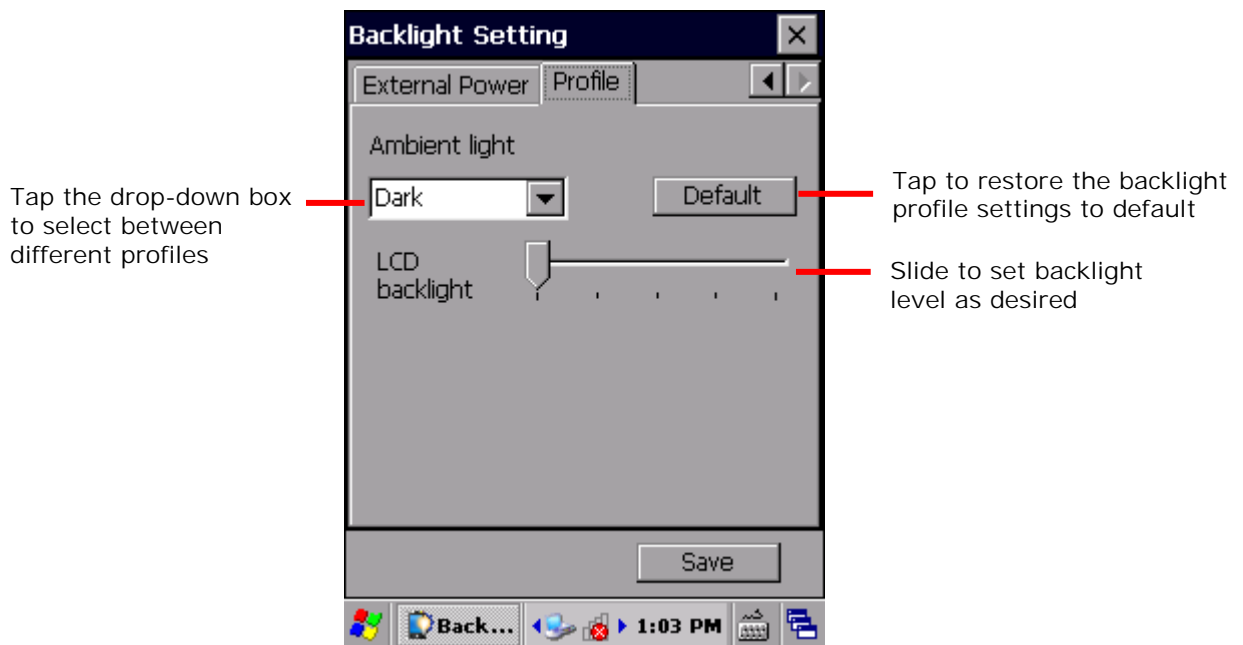 Backlight Setting
External Power
Profile
Ambient light
Dark
Default
LCD
backlight
Save
Back...
1:03 PM
Tap the drop-down box
to select between
different profiles
Tap to restore the backlight
profile settings to default
Slide to set backlight
level as desired